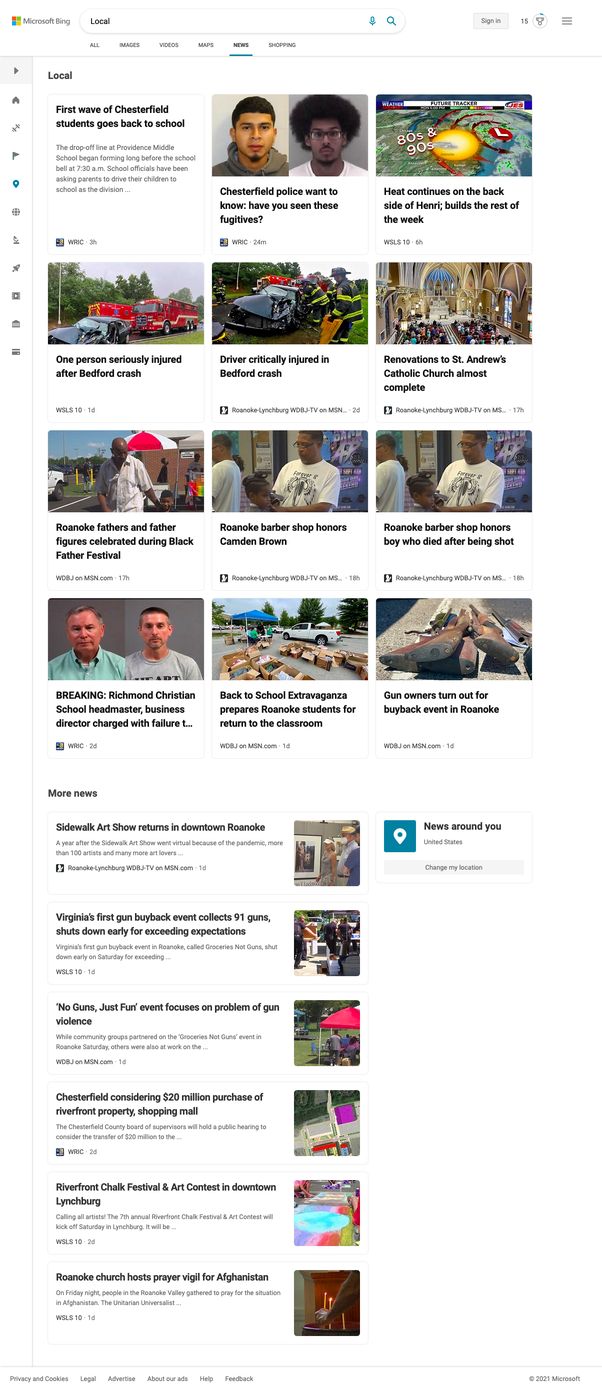 Microsoft Bing
Local
Sign in
15
ALL
IMAGES
VIDEOS
MAPS
NEWS
SHOPPING
Local
First wave of Chesterfield
students goes back to school
The drop-off line at Providence Middle
School began forming long before the school
bell at 7:30 a.m. School officials have been
asking parents to drive their children to
school as the division ...
WRIC · 3h
Chesterfield police want to
know: have you seen these
fugitives?
WRIC · 24m
WEATHER
FUTURE TRACKER
80s &
90s
Heat continues on the back
side of Henri; builds the rest of
the week
WSLS 10 · 6h
One person seriously injured
after Bedford crash
WSLS 10 · 1d
Driver critically injured in
Bedford crash
Roanoke-Lynchburg WDBJ-TV on MSN... · 2d
Renovations to St. Andrew's
Catholic Church almost
complete
Roanoke-Lynchburg WDBJ-TV on MS... · 17h
Roanoke fathers and father
figures celebrated during Black
Father Festival
WDBJ on MSN.com · 17h
Roanoke barber shop honors
Camden Brown
Roanoke-Lynchburg WDBJ-TV on MS... · 18h
Roanoke barber shop honors
boy who died after being shot
Roanoke-Lynchburg WDBJ-TV on MS... · 18h
BREAKING: Richmond Christian
School headmaster, business
director charged with failure t...
WRIC · 2d
Back to School Extravaganza
prepares Roanoke students for
return to the classroom
WDBJ on MSN.com · 1d
Gun owners turn out for
buyback event in Roanoke
WDBJ on MSN.com · 1d
More news
Sidewalk Art Show returns in downtown Roanoke
A year after the Sidewalk Art Show went virtual because of the pandemic, more
than 100 artists and many more art lovers ...
Roanoke-Lynchburg WDBJ-TV on MSN.com · 1d
News around you
United States
Change my location
Virginia's first gun buyback event collects 91 guns,
shuts down early for exceeding expectations
Virginia's first gun buyback event in Roanoke, called Groceries Not Guns, shut
down early on Saturday for exceeding ...
WSLS 10 · 1d
'No Guns, Just Fun' event focuses on problem of gun
violence
While community groups partnered on the 'Groceries Not Guns' event in
Roanoke Saturday, others were also at work on the ...
WDBJ on MSN.com · 1d
Chesterfield considering $20 million purchase of
riverfront property, shopping mall
The Chesterfield County board of supervisors will hold a public hearing to
consider the transfer of $20 million to the ...
WRIC · 2d
Riverfront Chalk Festival & Art Contest in downtown
Lynchburg
Calling all artists! The 7th annual Riverfront Chalk Festival & Art Contest will
kick off Saturday in Lynchburg. It will be ...
WSLS 10 · 2d
Roanoke church hosts prayer vigil for Afghanistan
On Friday night, people in the Roanoke Valley gathered to pray for the situation
in Afghanistan. The Unitarian Universalist ...
WSLS 10 · 1d
Privacy and Cookies
Legal
Advertise
About our ads
Help
Feedback
© 2021 Microsoft